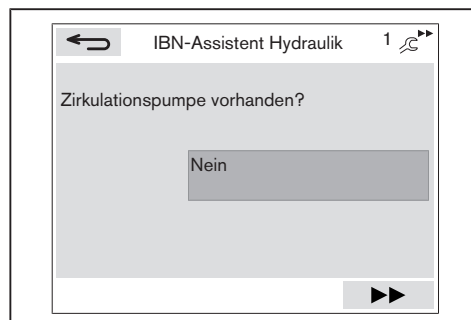 IBN-Assistent Hydraulik 1
Zirkulationspumpe vorhanden?
Nein